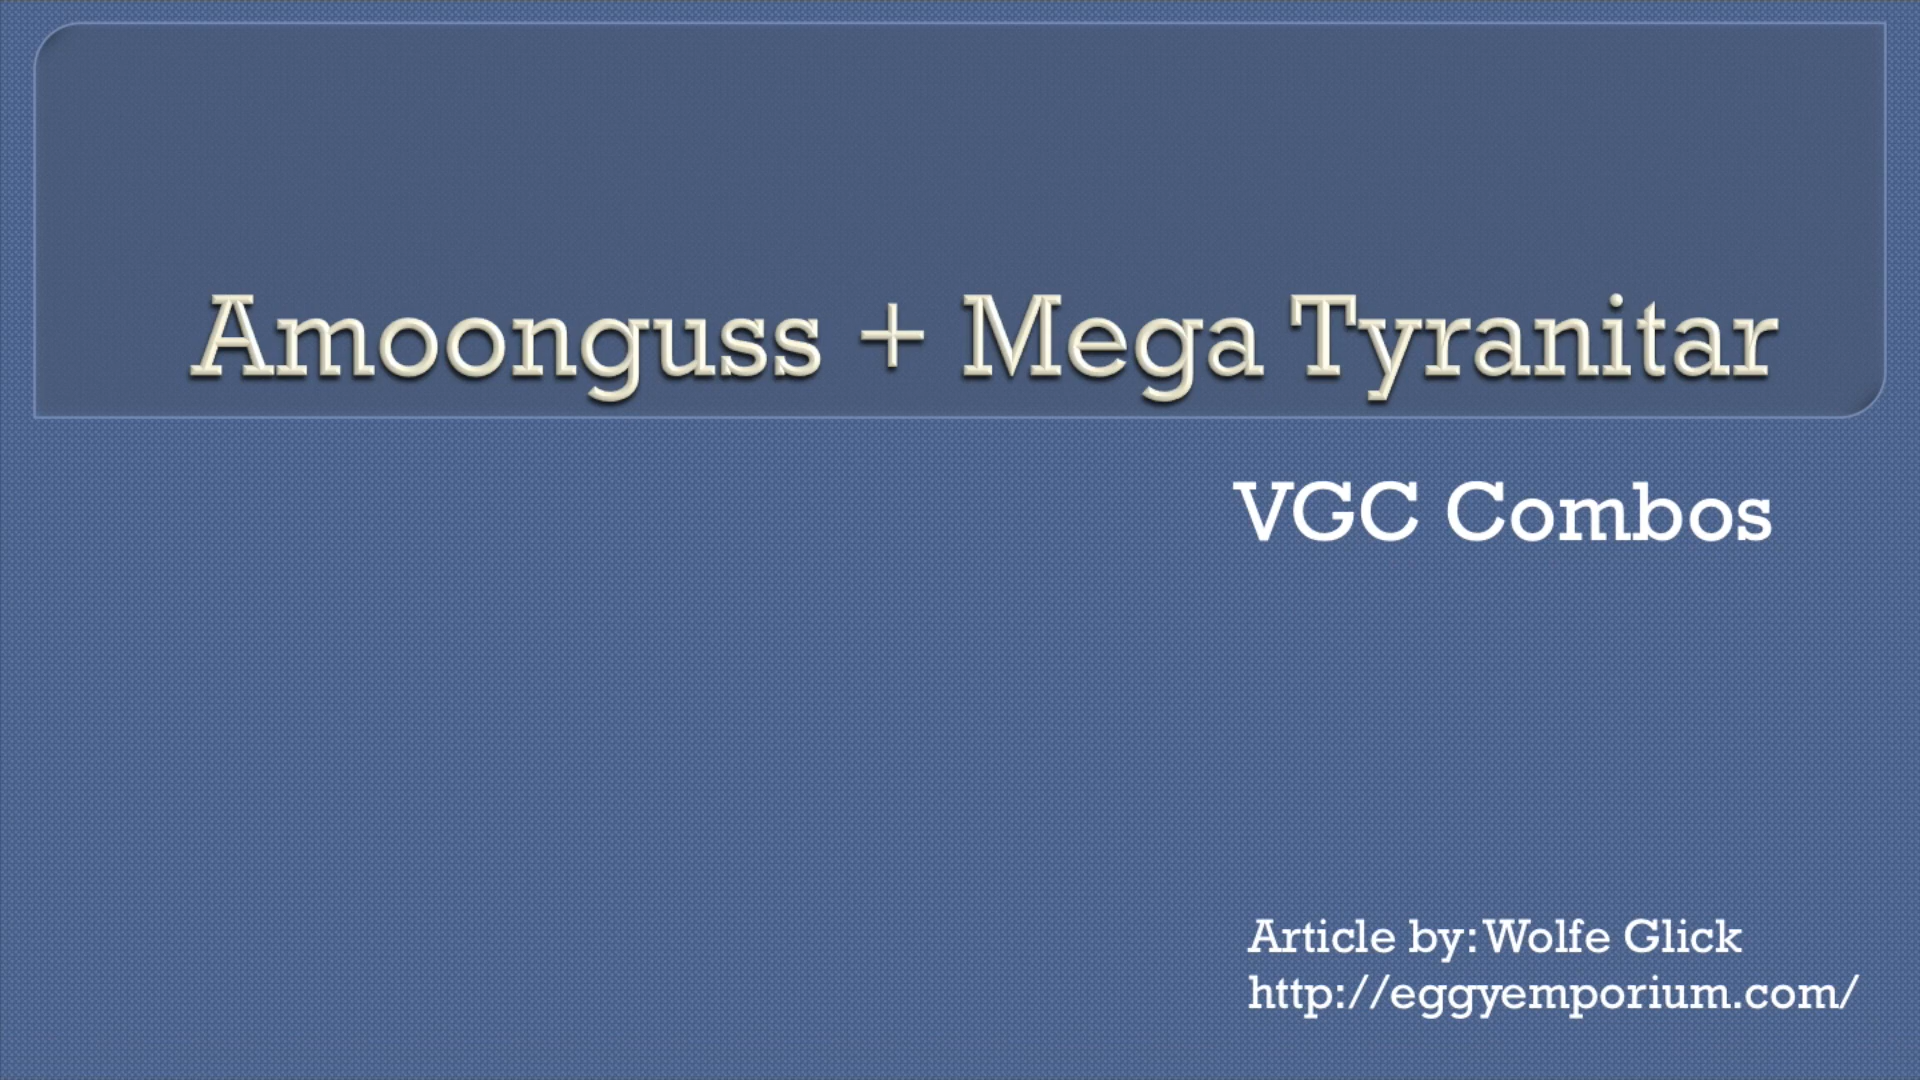 Amoonguss + Mega Tyranitar
VGC Combos
Article by: Wolfe Glick
http://eggyemporium.com/